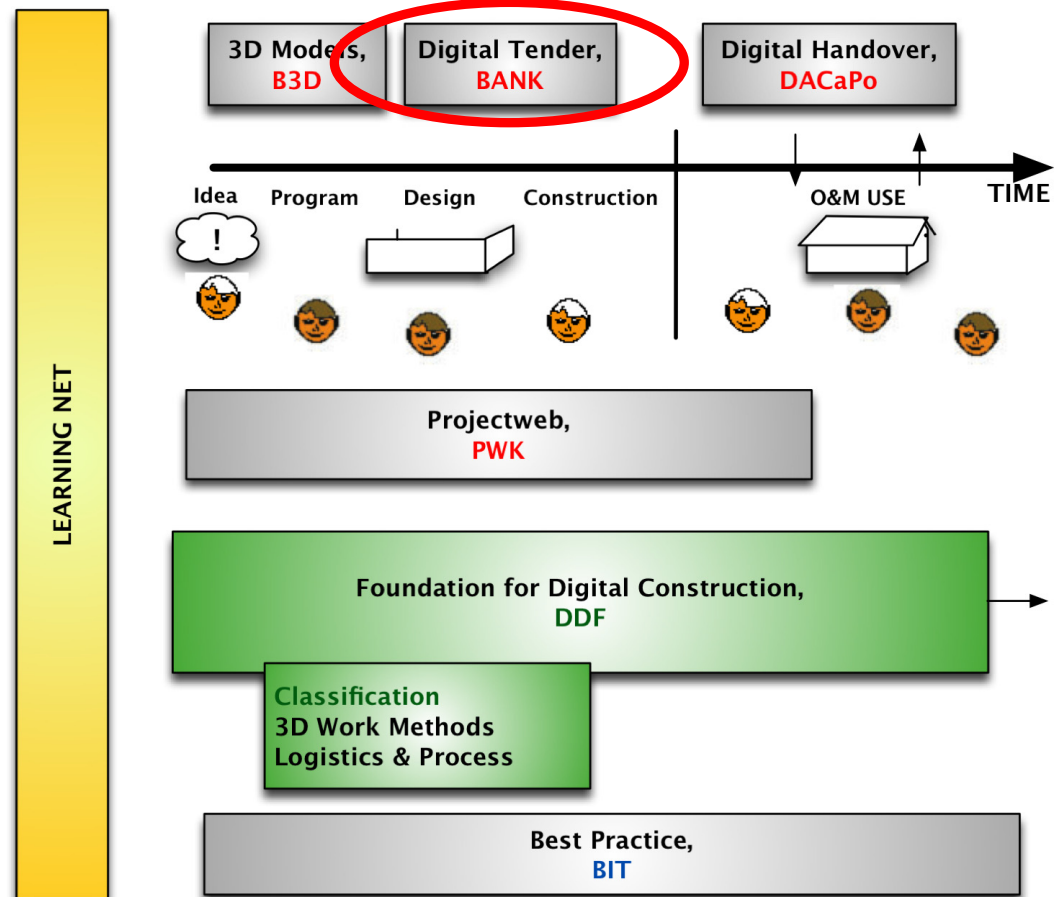 3D Models,
B3D
Digital Tender,
BANK
Digital Handover,
DACaPo
TIME
Idea
Program
Design
Construction
O&M USE
!
LEARNING NET
Projectweb,
PWK
Foundation for Digital Construction,
DDF
Classification
3D Work Methods
Logistics & Process
Best Practice,
BIT